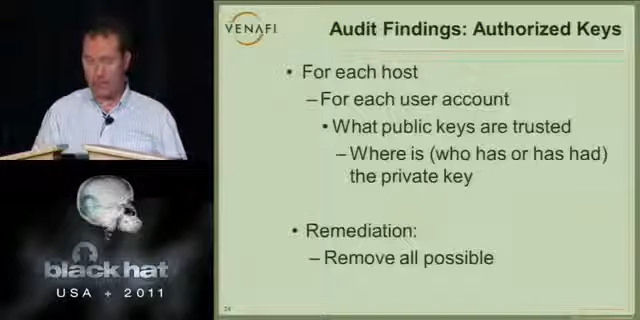 VENAFI
Audit Findings: Authorized Keys
• For each host
–For each user account
• What public keys are trusted
–Where is (who has or has had)
the private key
• Remediation:
–Remove all possible
black hat
USA + 2011
24